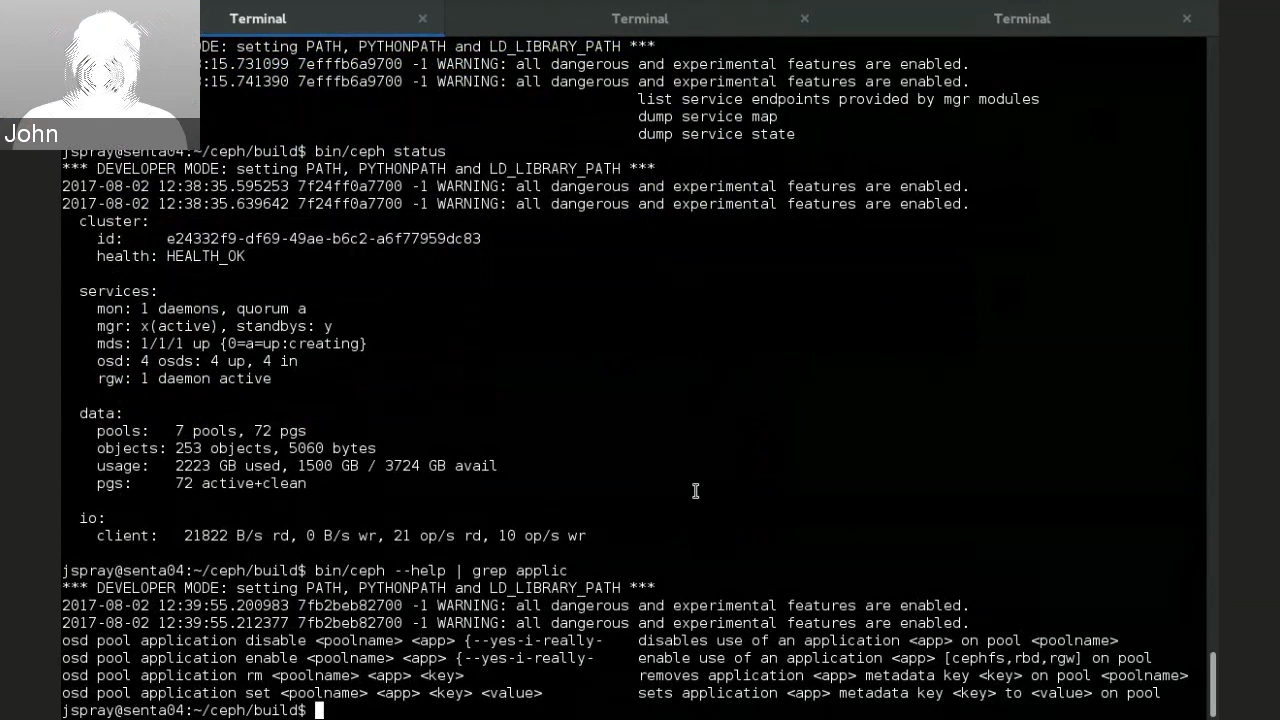 Terminal × Terminal × Terminal ×
DE: setting PATH, PYTHONPATH and LD_LIBRARY_PATH ***
:15.731099 7efffb6a9700 -1 WARNING: all dangerous and experimental features are enabled.
:15.741390 7efffb6a9700 -1 WARNING: all dangerous and experimental features are enabled.
list service endpoints provided by mgr modules
dump service map
John
dump service state
jspray@senta04:~/ceph/build$ bin/ceph status
*** DEVELOPER MODE: setting PATH, PYTHONPATH and LD_LIBRARY_PATH ***
2017-08-02 12:38:35.595253 7f24ff0a7700 -1 WARNING: all dangerous and experimental features are enabled.
2017-08-02 12:38:35.639642 7f24ff0a7700 -1 WARNING: all dangerous and experimental features are enabled.
cluster:
id: e24332f9-df69-49ae-b6c2-a6f77959dc83
health: HEALTH_OK
services:
mon: 1 daemons, quorum a
mgr: x(active), standbys: y
mds: 1/1/1 up {0=a=up:creating}
osd: 4 osds: 4 up, 4 in
rgw: 1 daemon active
data:
pools: 7 pools, 72 pgs
objects: 253 objects, 5060 bytes
usage: 2223 GB used, 1500 GB / 3724 GB avail
pgs: 72 active+clean
io:
client: 21822 B/s rd, 0 B/s wr, 21 op/s rd, 10 op/s wr
jspray@senta04:~/ceph/build$ bin/ceph --help | grep applic
*** DEVELOPER MODE: setting PATH, PYTHONPATH and LD_LIBRARY_PATH ***
2017-08-02 12:39:55.200983 7fb2beb82700 -1 WARNING: all dangerous and experimental features are enabled.
2017-08-02 12:39:55.212377 7fb2beb82700 -1 WARNING: all dangerous and experimental features are enabled.
osd pool application disable <poolname> <app> {--yes-i-really- disables use of an application <app> on pool <poolname>
osd pool application enable <poolname> <app> {--yes-i-really- enable use of an application <app> [cephfs,rbd,rgw] on pool
osd pool application rm <poolname> <app> <key> removes application <app> metadata key <key> on pool <poolname>
osd pool application set <poolname> <app> <key> <value> sets application <app> metadata key <key> to <value> on pool
jspray@senta04:~/ceph/build$